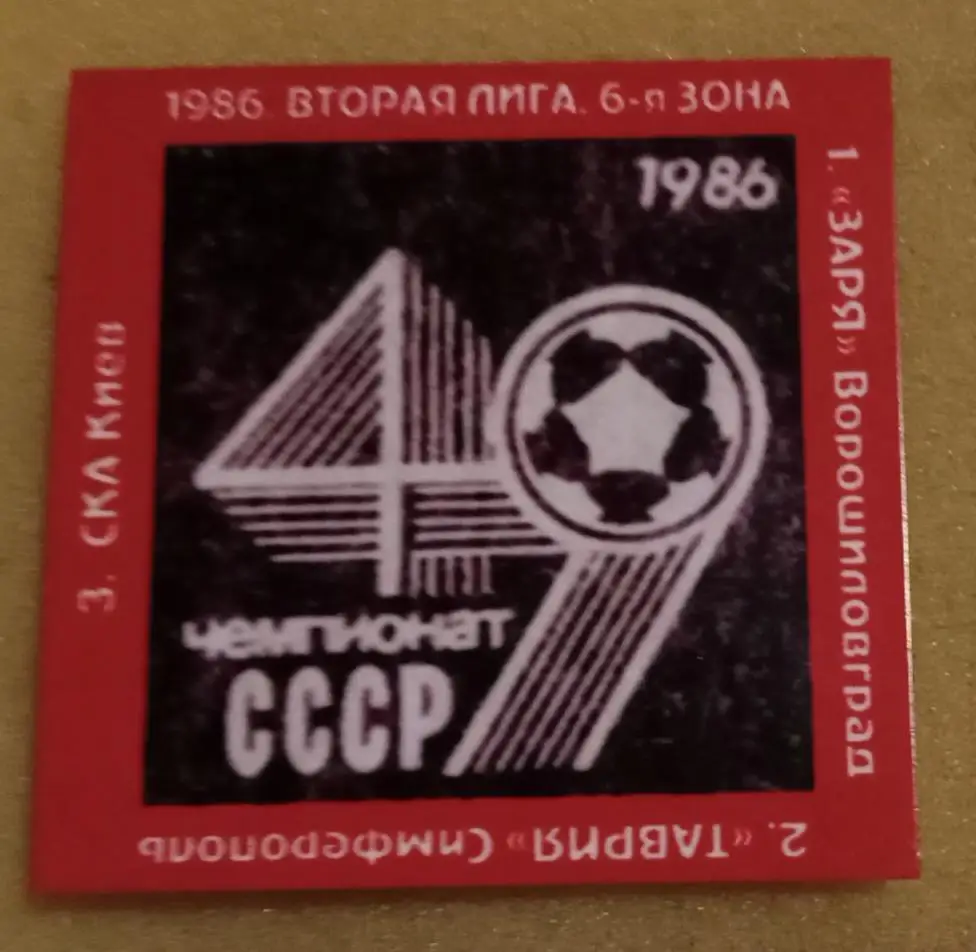 1986. ВТОРАЯ ЛИГА. 6-я ЗОНА
1. «ЗАРЯ» Ворошиловград
2. «ТАВРИЯ» Симферополь
3. СКА Киев
1986
49
чемпионат
СССР